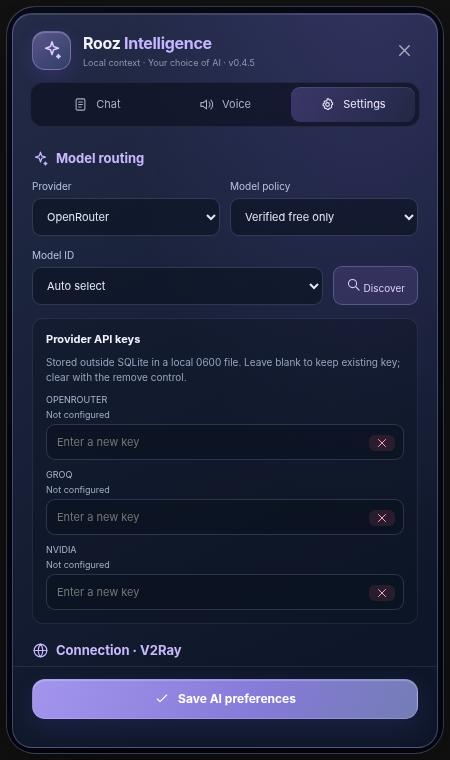 Rooz Intelligence
Local context · Your choice of AI · v0.4.5
Chat
Voice
Settings
Model routing
Provider
Model policy
OpenRouter
Verified free only
Model ID
Auto select
Discover
Provider API keys
Stored outside SQLite in a local 0600 file. Leave blank to keep existing key;
clear with the remove control.
OPENROUTER
Not configured
Enter a new key
GROQ
Not configured
Enter a new key
NVIDIA
Not configured
Enter a new key
Connection · V2Ray
Save AI preferences